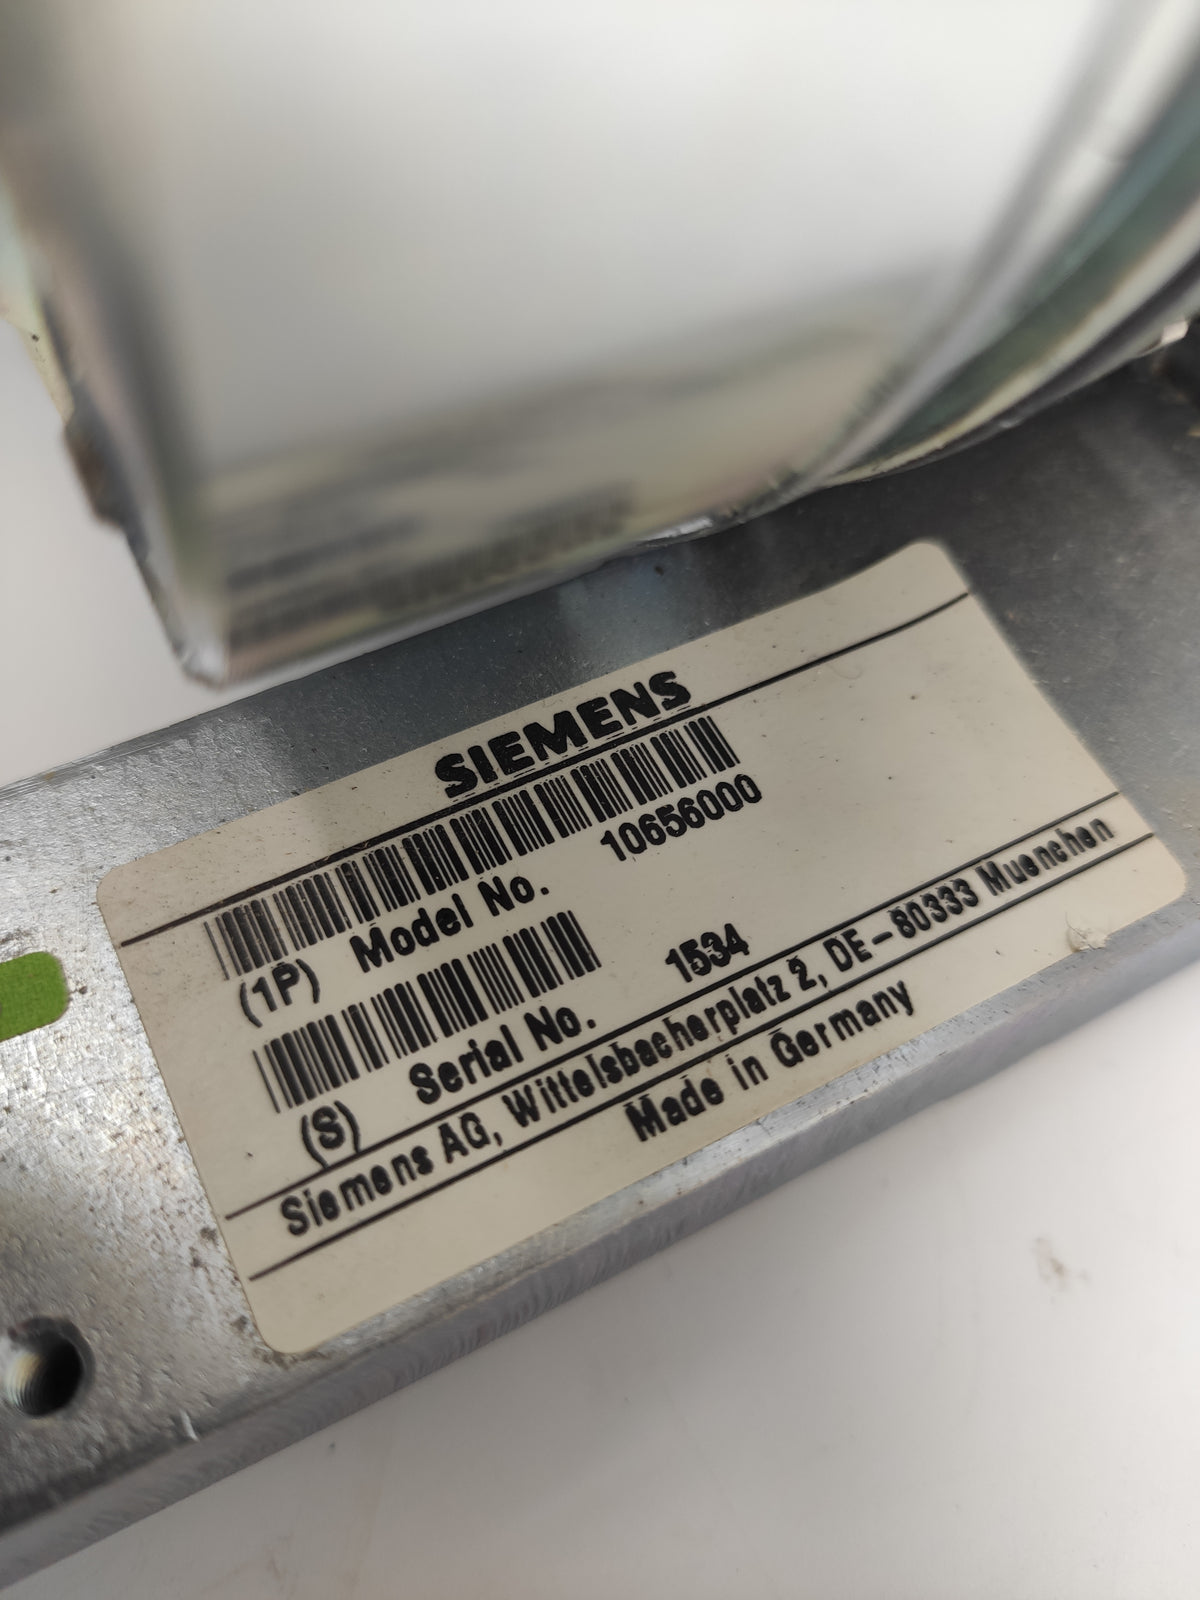 SIEMENS
(1P) Model No. 10656000
(S) Serial No. 1534
Siemens AG, Wittelsbacherplatz 2, DE-80333 Muenchen
Made in Germany